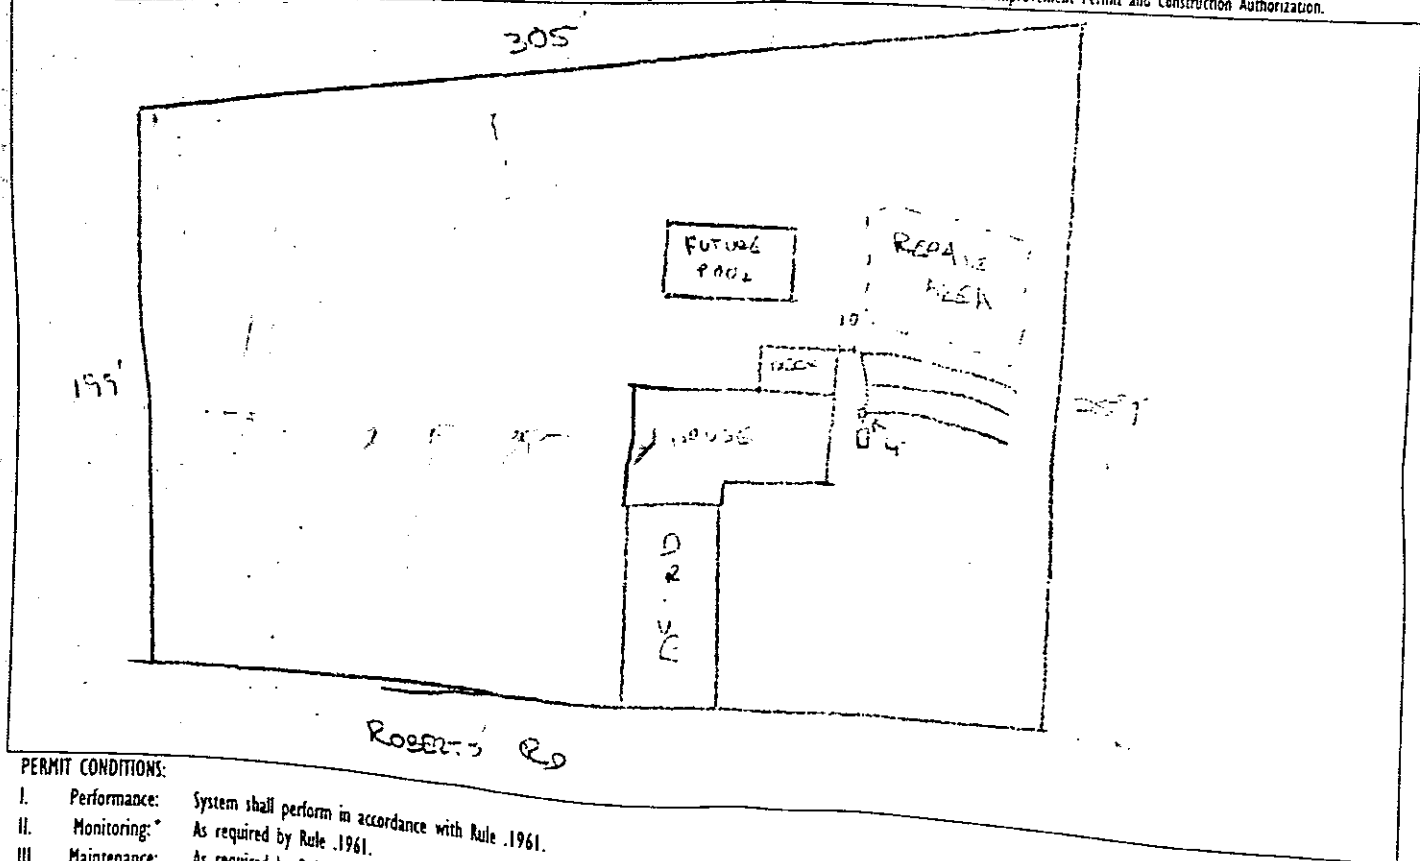 Improvement Permit and Construction Authorization.
305'
FUTURE
POOL
REPAIR
AREA
10'
DECK
199'
HOUSE
4'
DRIVE
ROBERTS RD
PERMIT CONDITIONS:
I. Performance: System shall perform in accordance with Rule .1961.
II. Monitoring:* As required by Rule .1961.
III. Maintenance: As required by